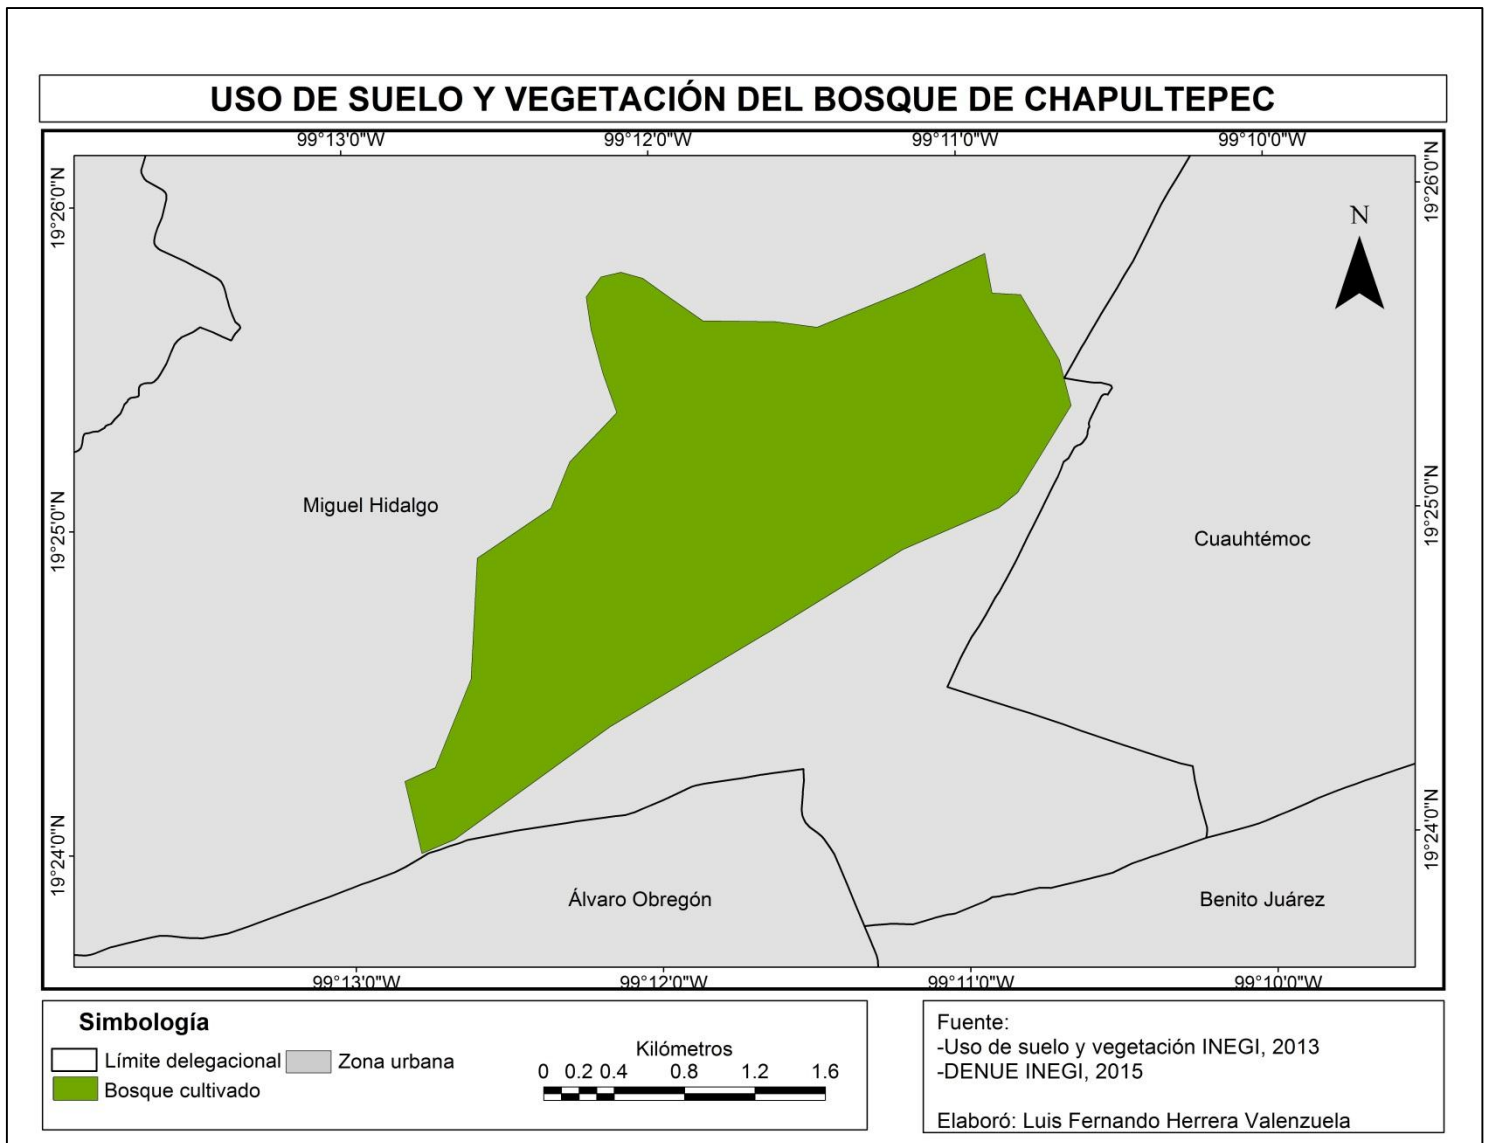 USO DE SUELO Y VEGETACIÓN DEL BOSQUE DE CHAPULTEPEC
99°13'0"W 99°12'0"W 99°11'0"W 99°10'0"W
19°26'0"N 19°26'0"N
N
19°25'0"N 19°25'0"N
Miguel Hidalgo
Cuauhtémoc
19°24'0"N 19°24'0"N
Álvaro Obregón
Benito Juárez
99°13'0"W 99°12'0"W 99°11'0"W 99°10'0"W
Simbología
Límite delegacional Zona urbana
Bosque cultivado
Kilómetros
0 0.2 0.4 0.8 1.2 1.6
Fuente:
-Uso de suelo y vegetación INEGI, 2013
-DENUE INEGI, 2015
Elaboró: Luis Fernando Herrera Valenzuela